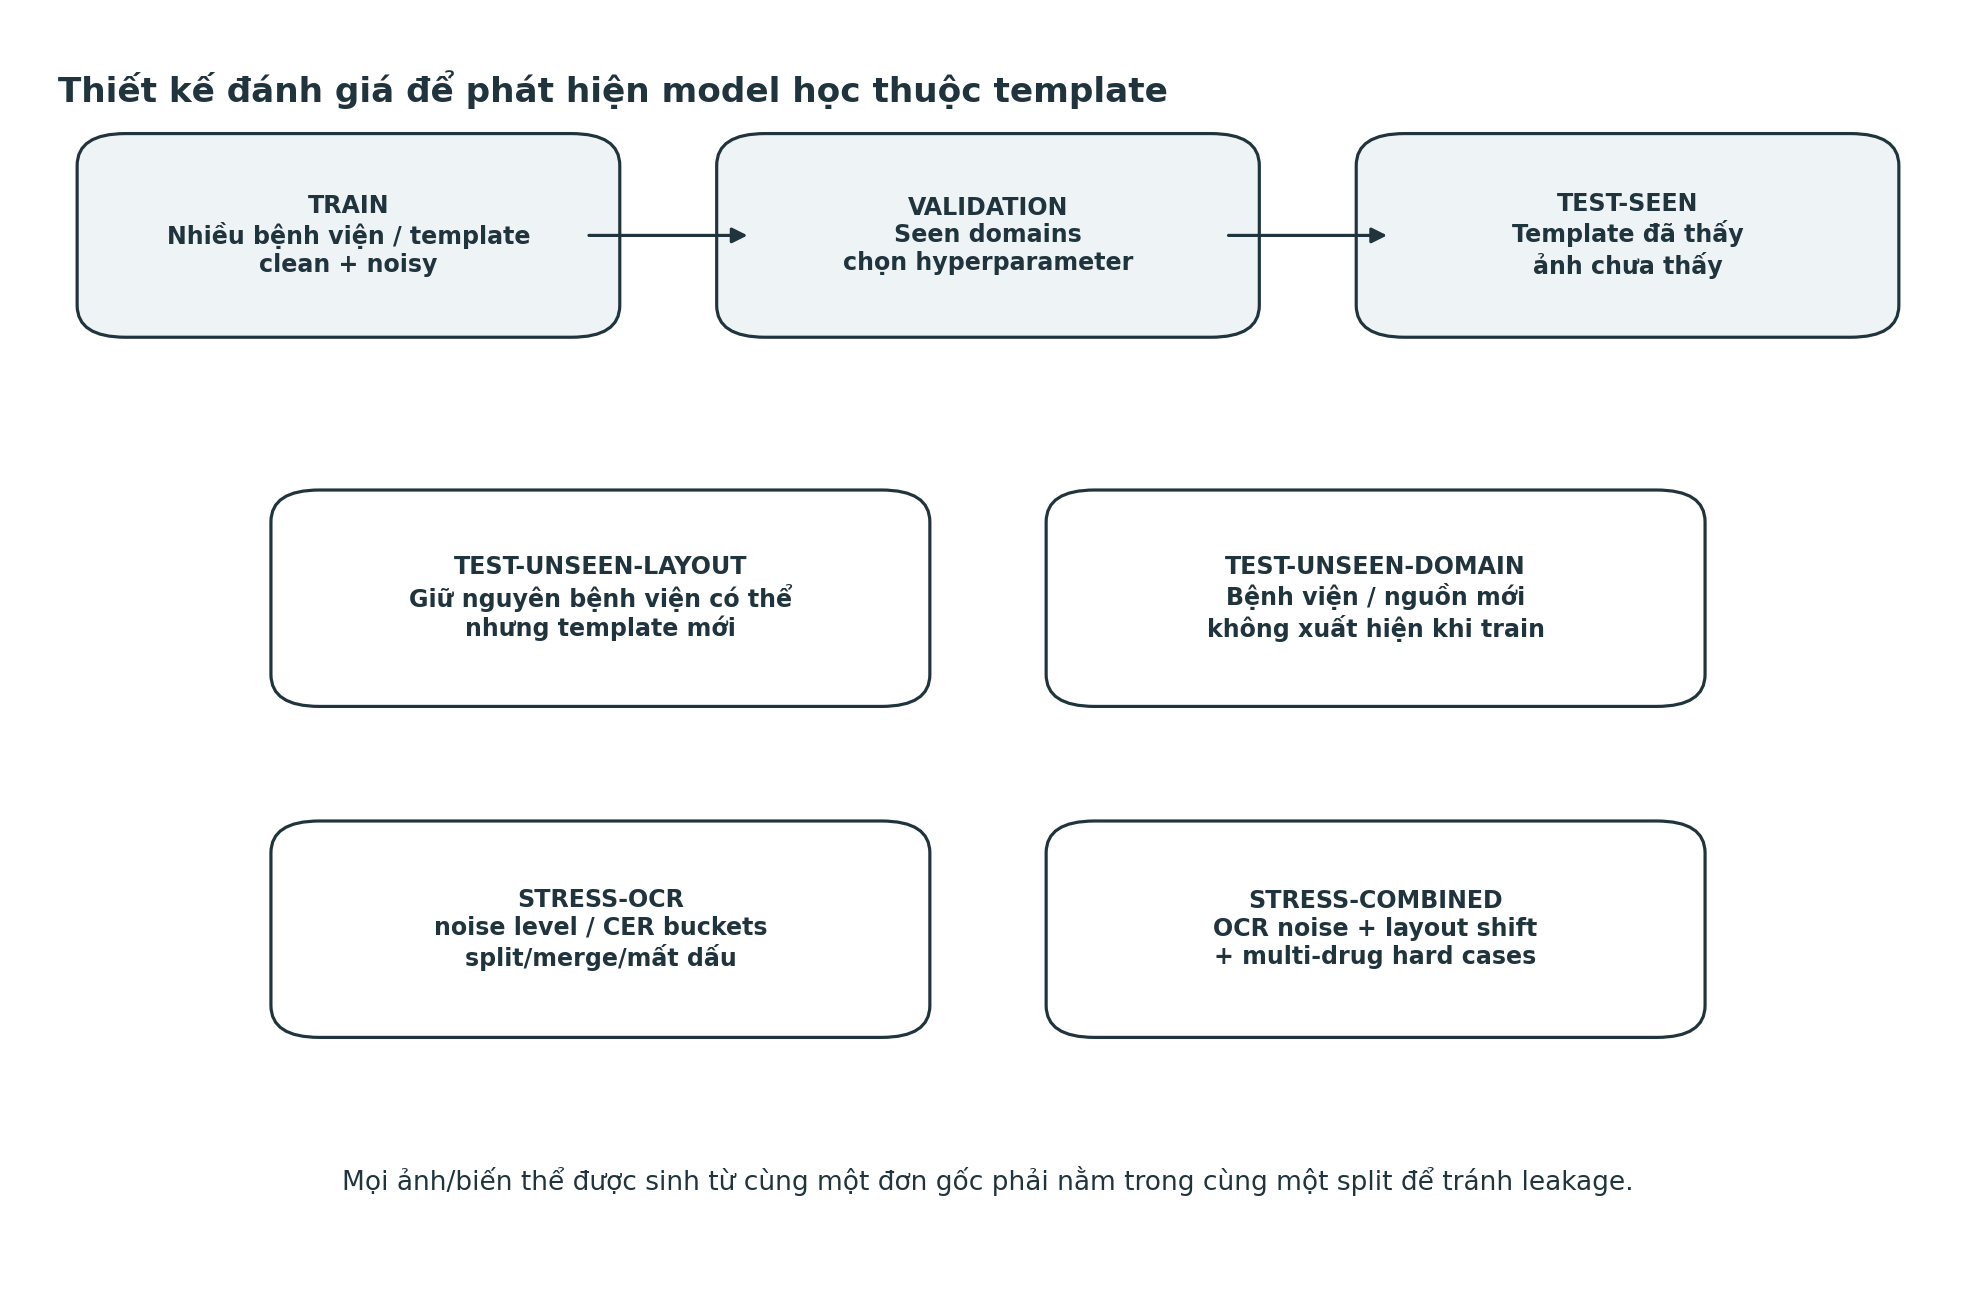 Thiết kế đánh giá để phát hiện model học thuộc template
TRAIN
Nhiều bệnh viện / template
clean + noisy
VALIDATION
Seen domains
chọn hyperparameter
TEST-SEEN
Template đã thấy
ảnh chưa thấy
TEST-UNSEEN-LAYOUT
Giữ nguyên bệnh viện có thể
nhưng template mới
TEST-UNSEEN-DOMAIN
Bệnh viện / nguồn mới
không xuất hiện khi train
STRESS-OCR
noise level / CER buckets
split/merge/mất dấu
STRESS-COMBINED
OCR noise + layout shift
+ multi-drug hard cases
Mọi ảnh/biến thể được sinh từ cùng một đơn gốc phải nằm trong cùng một split để tránh leakage.